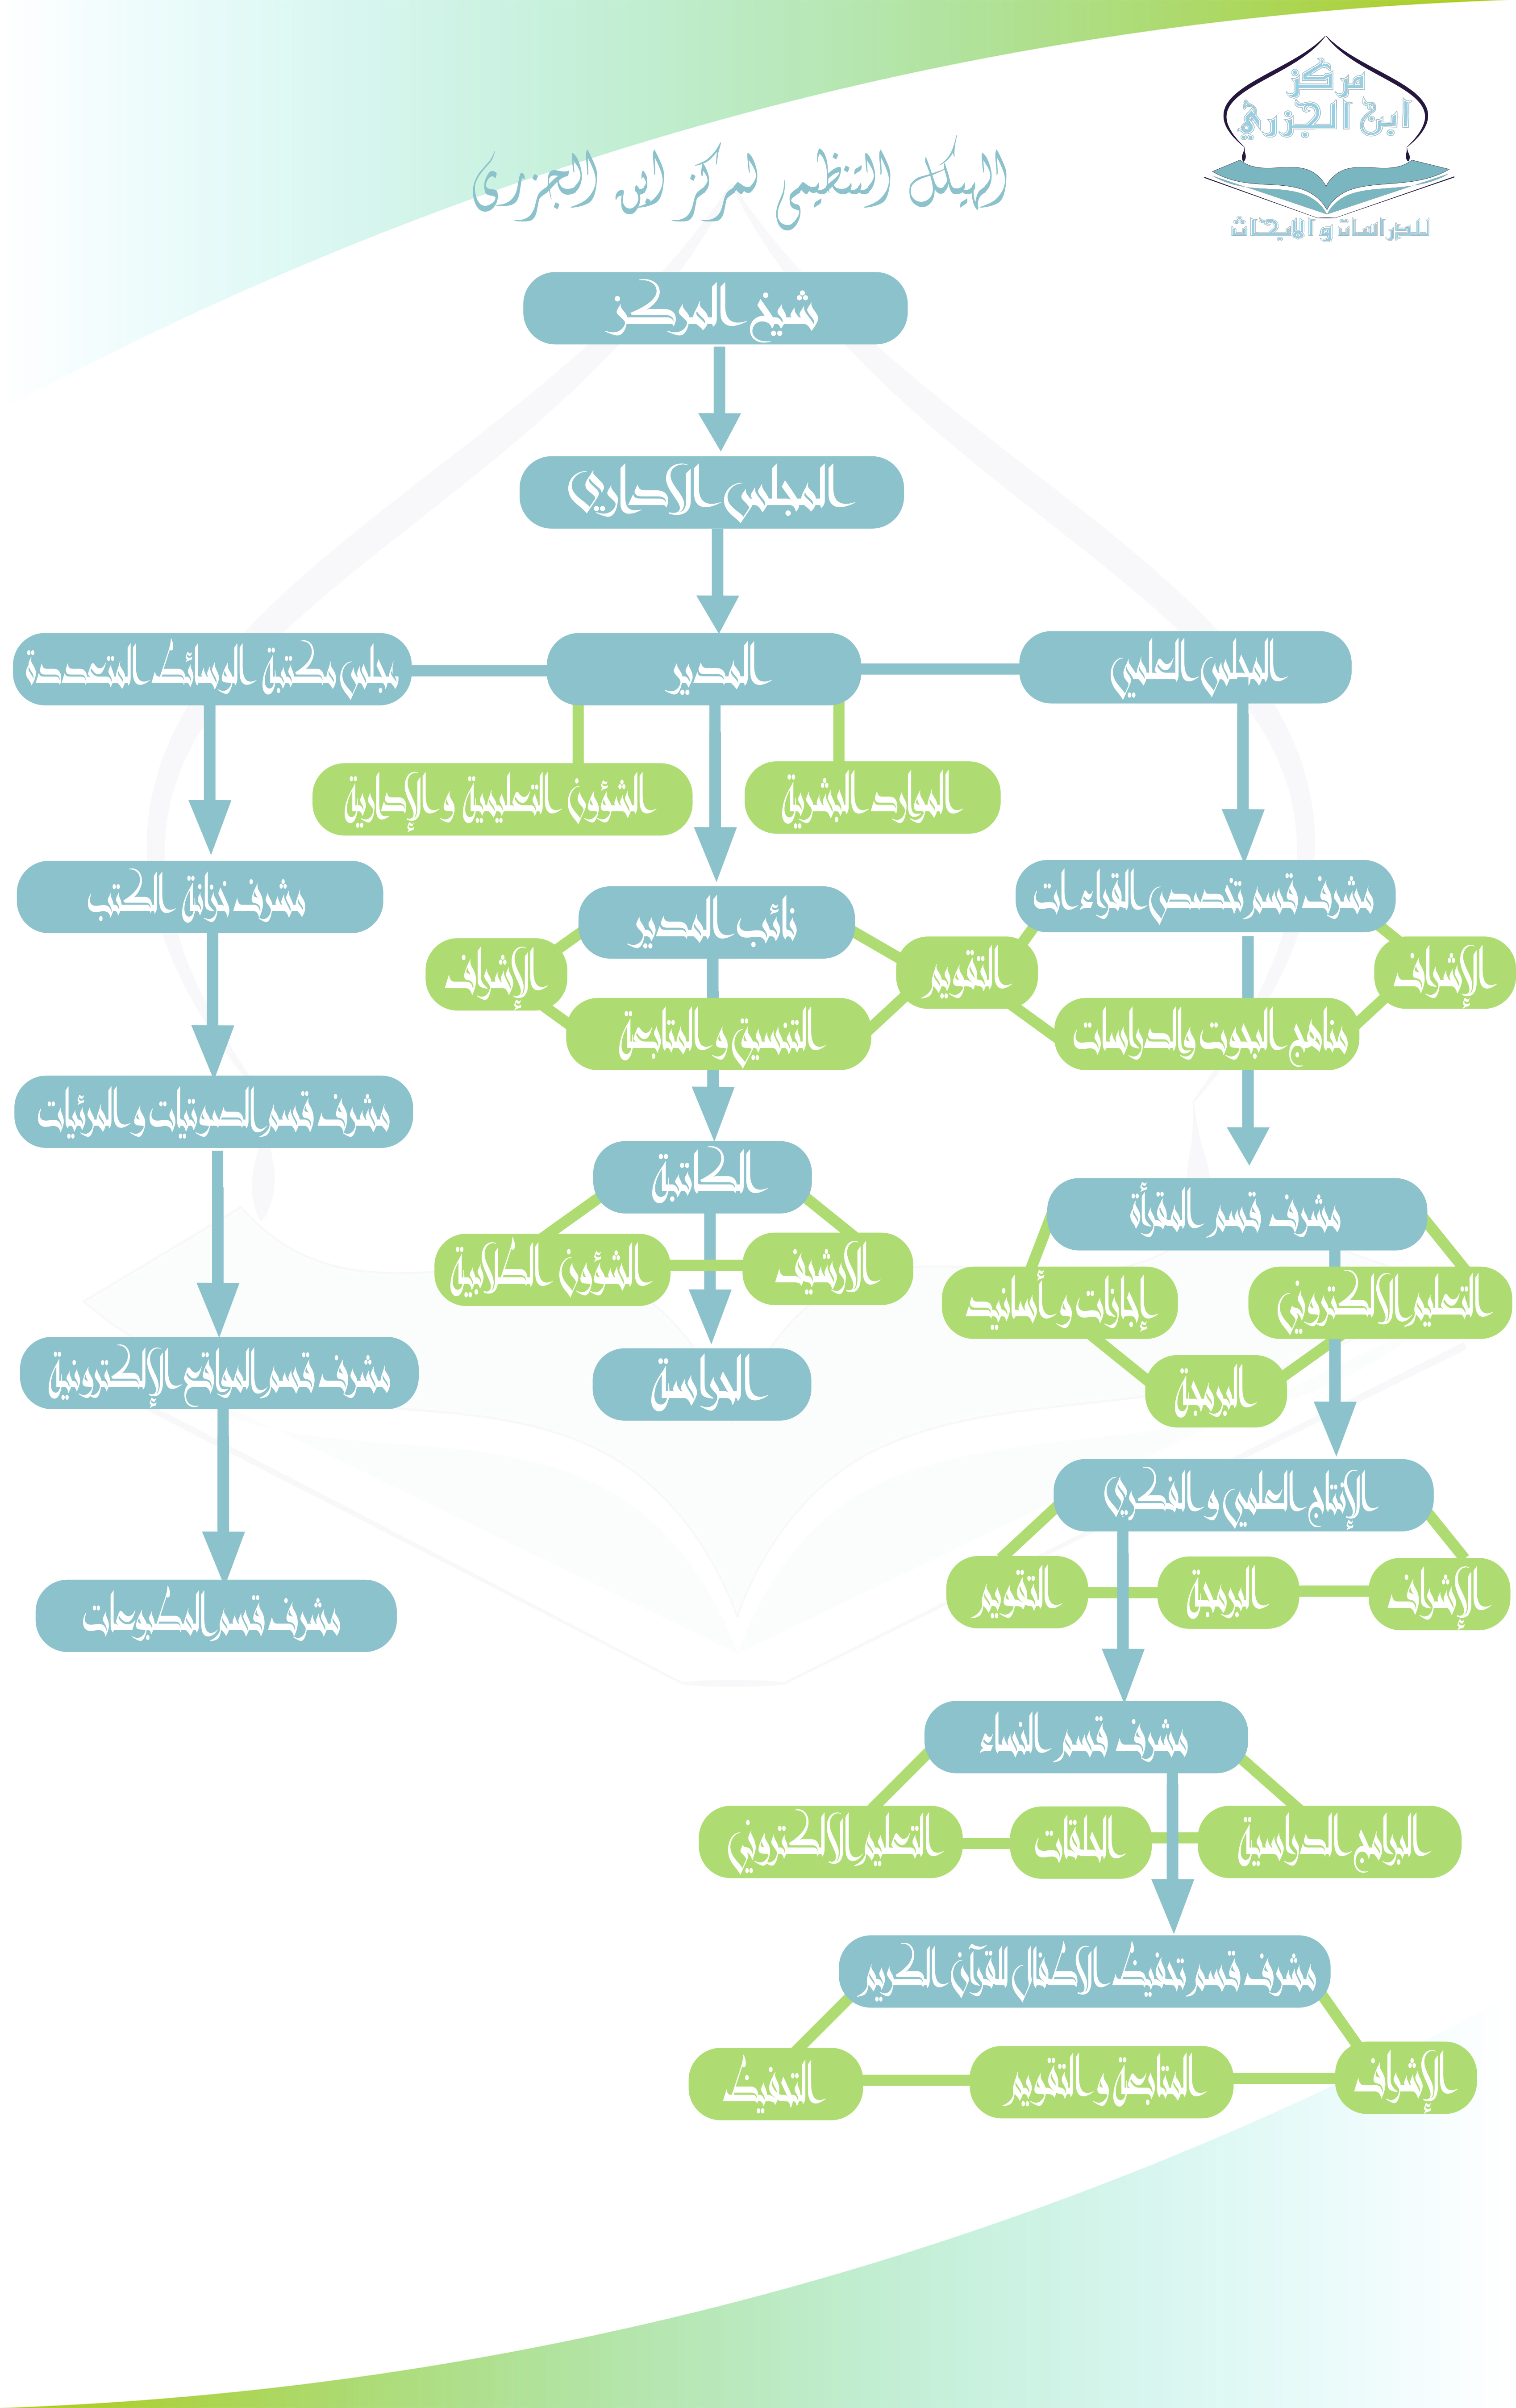 مركز
ابن الجزري
للدراسات و الابحاث
الهيكل التنظيمي لمركز ابن الجزري
شيخ المركز
المجلس الاداري
المجلس العلمي
المدير
مجلس مكتبة الوسائط المتعددة
الموارد البشرية
الشؤون التعليمية و الإدارية
مشرف قسم تخصص القراءات
نائب المدير
مشرف خزانة الكتب
الإشراف
التقويم
الإشراف
مناهج البحوث والدراسات
التنسيق و المتابعة
مشرف قسم الصوتيات و المرئيات
الكاتبة
مشرف قسم المقرأة
الأرشيف
الشؤون الطلابية
التعليم الالكتروني
إجازات و أسانيد
البرمجة
الحراسة
مشرف قسم المواقع الإلكترونية
الإنتاج العلمي و الفكري
الإشراف
البرمجة
التقويم
مشرف قسم المطبوعات
مشرف قسم النساء
البرامج الدراسية
الحلقات
التعليم الالكتروني
مشرف قسم تحفيظ الاطفال للقرآن الكريم
الإشراف
المتابعة و التقويم
التحفيظ